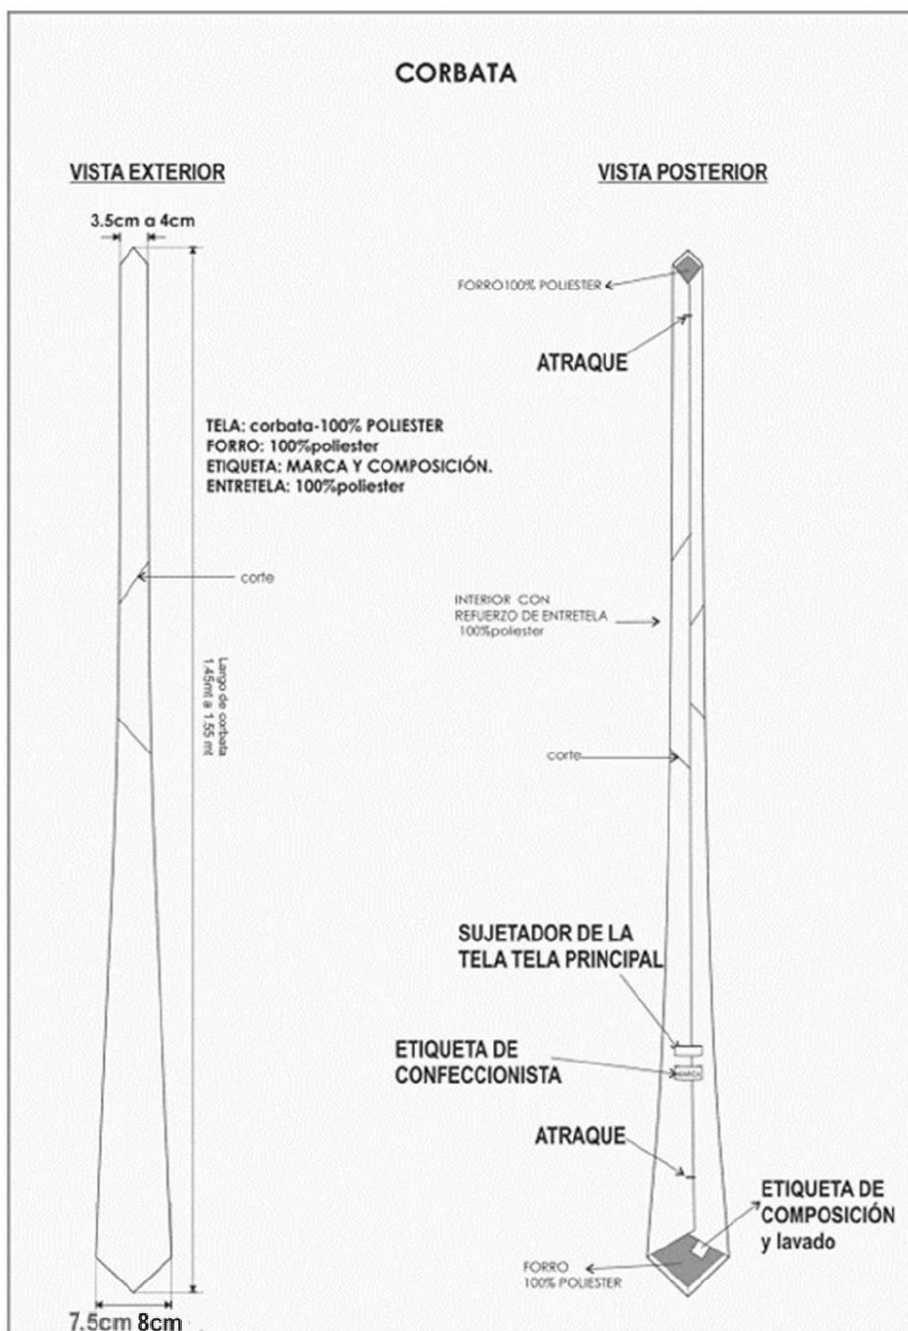 CORBATA
VISTA EXTERIOR
3.5cm a 4cm
TELA: corbata-100% POLIESTER
FORRO: 100%poliester
ETIQUETA: MARCA Y COMPOSICIÓN.
ENTRETELA: 100%poliester
corte
Largo de corbata
1.45mt a 1.55 mt
7.5cm 8cm
VISTA POSTERIOR
FORRO100% POLIESTER
ATRAQUE
INTERIOR CON
REFUERZO DE ENTRETELA
100%poliester
corte
SUJETADOR DE LA
TELA TELA PRINCIPAL
ETIQUETA DE
CONFECCIONISTA
MARCA
ATRAQUE
ETIQUETA DE
COMPOSICIÓN
y lavado
FORRO
100% POLIESTER